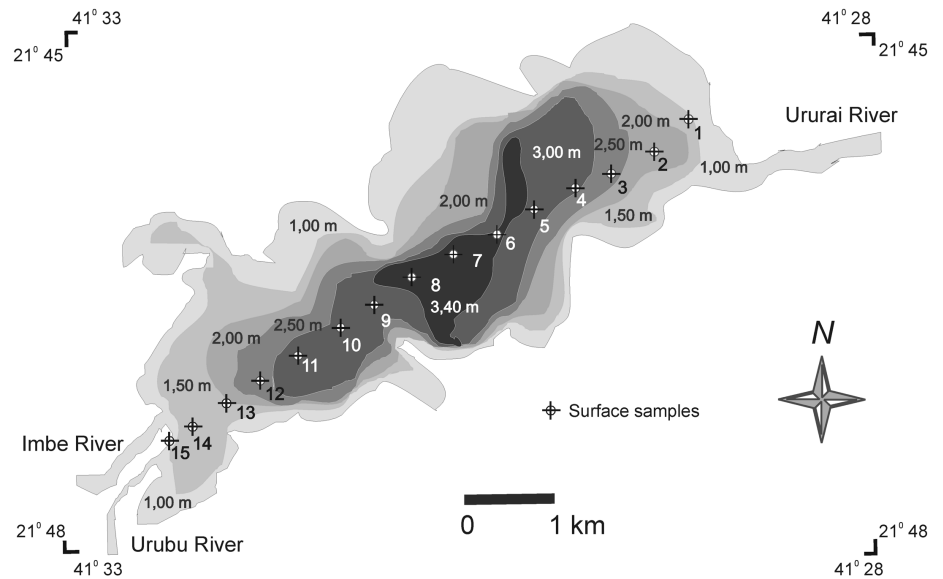 41° 33
41° 28
21° 45
21° 45
Ururai River
2,00 m
1
2,50 m
3,00 m
2
1,00 m
3
4
2,00 m
1,50 m
5
1,00 m
6
7
8
3,40 m
9
2,50 m
10
2,00 m
11
N
1,50 m
12
13
Surface samples
14
Imbe River
15
1,00 m
0 1 km
21° 48
21° 48
Urubu River
41° 33
41° 28